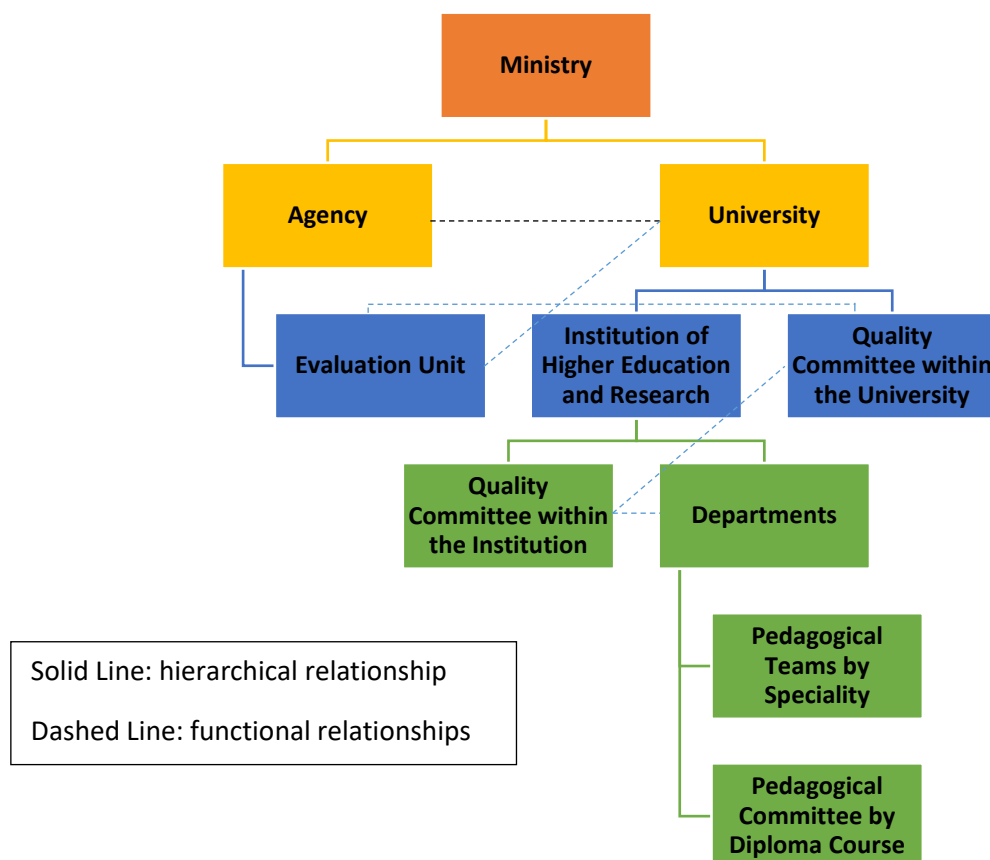 Ministry
Agency
University
Evaluation Unit
Institution of
Higher Education
and Research
Quality
Committee within
the University
Quality
Committee within
the Institution
Departments
Pedagogical
Teams by
Speciality
Solid Line: hierarchical relationship
Dashed Line: functional relationships
Pedagogical
Committee by
Diploma Course